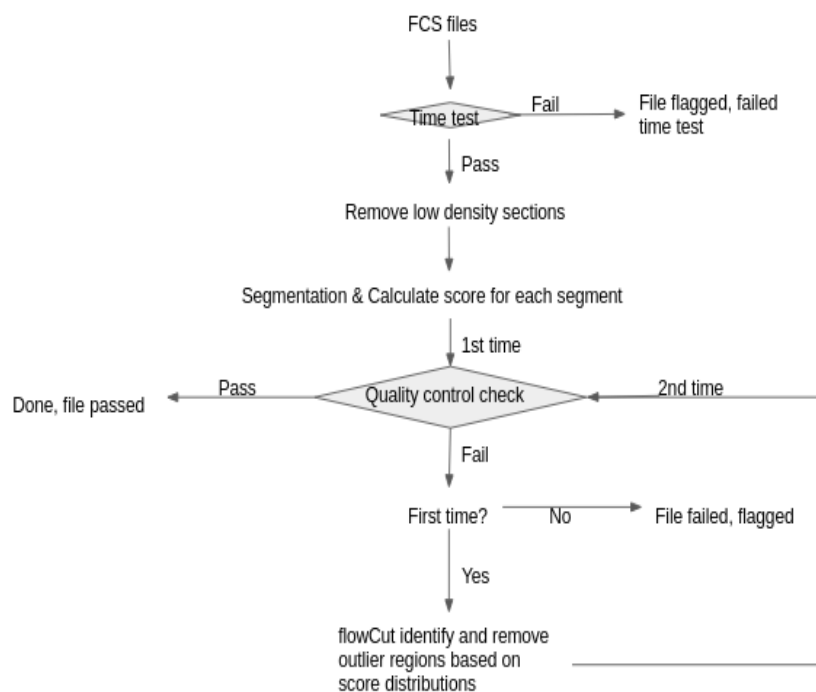 FCS files
Time test
Fail
File flagged, failed
time test
Pass
Remove low density sections
Segmentation & Calculate score for each segment
1st time
Quality control check
Pass
Done, file passed
2nd time
Fail
First time?
No
File failed, flagged
Yes
flowCut identify and remove
outlier regions based on
score distributions